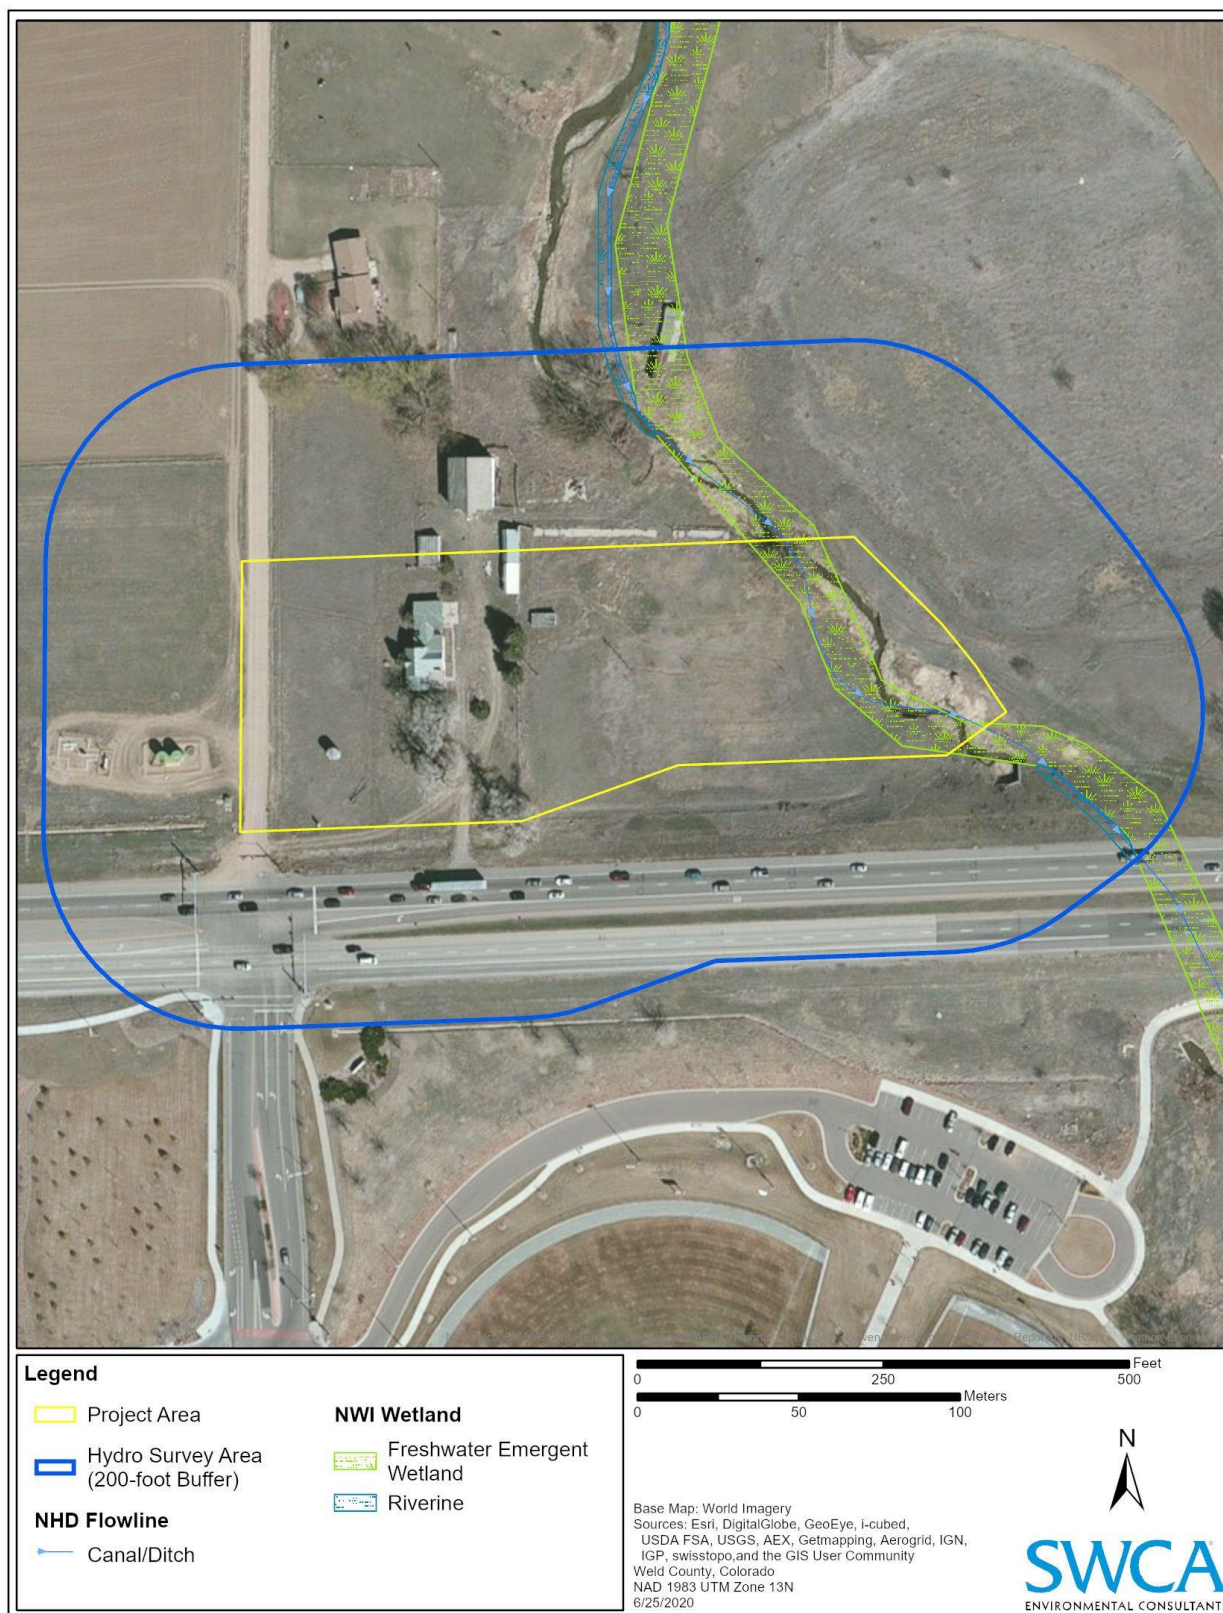 Legend
Project Area
Hydro Survey Area
(200-foot Buffer)
NHD Flowline
Canal/Ditch
NWI Wetland
Freshwater Emergent
Wetland
Riverine
Feet
0 250 500
Meters
0 50 100
N
Base Map: World Imagery
Sources: Esri, DigitalGlobe, GeoEye, i-cubed,
USDA FSA, USGS, AEX, Getmapping, Aerogrid, IGN,
IGP, swisstopo,and the GIS User Community
Weld County, Colorado
NAD 1983 UTM Zone 13N
6/25/2020
SWCA
ENVIRONMENTAL CONSULTANT